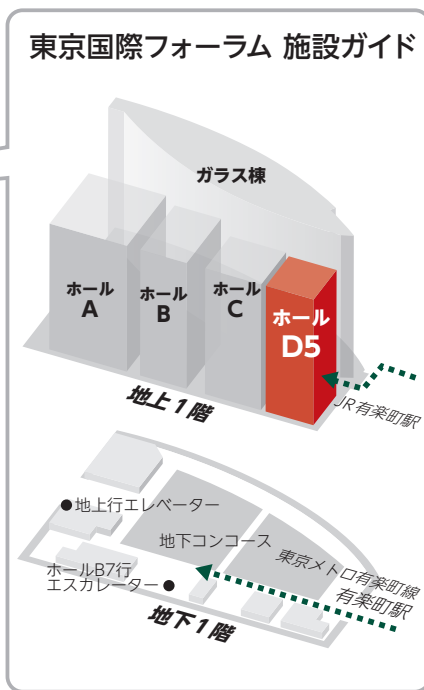 東京国際フォーラム 施設ガイド
ガラス棟
ホール
A
ホール
B
ホール
C
ホール
D5
JR有楽町駅
地上1階
●地上行エレベーター
地下コンコース
東京メトロ有楽町線
有楽町駅
ホールB7行
エスカレーター●
地下1階